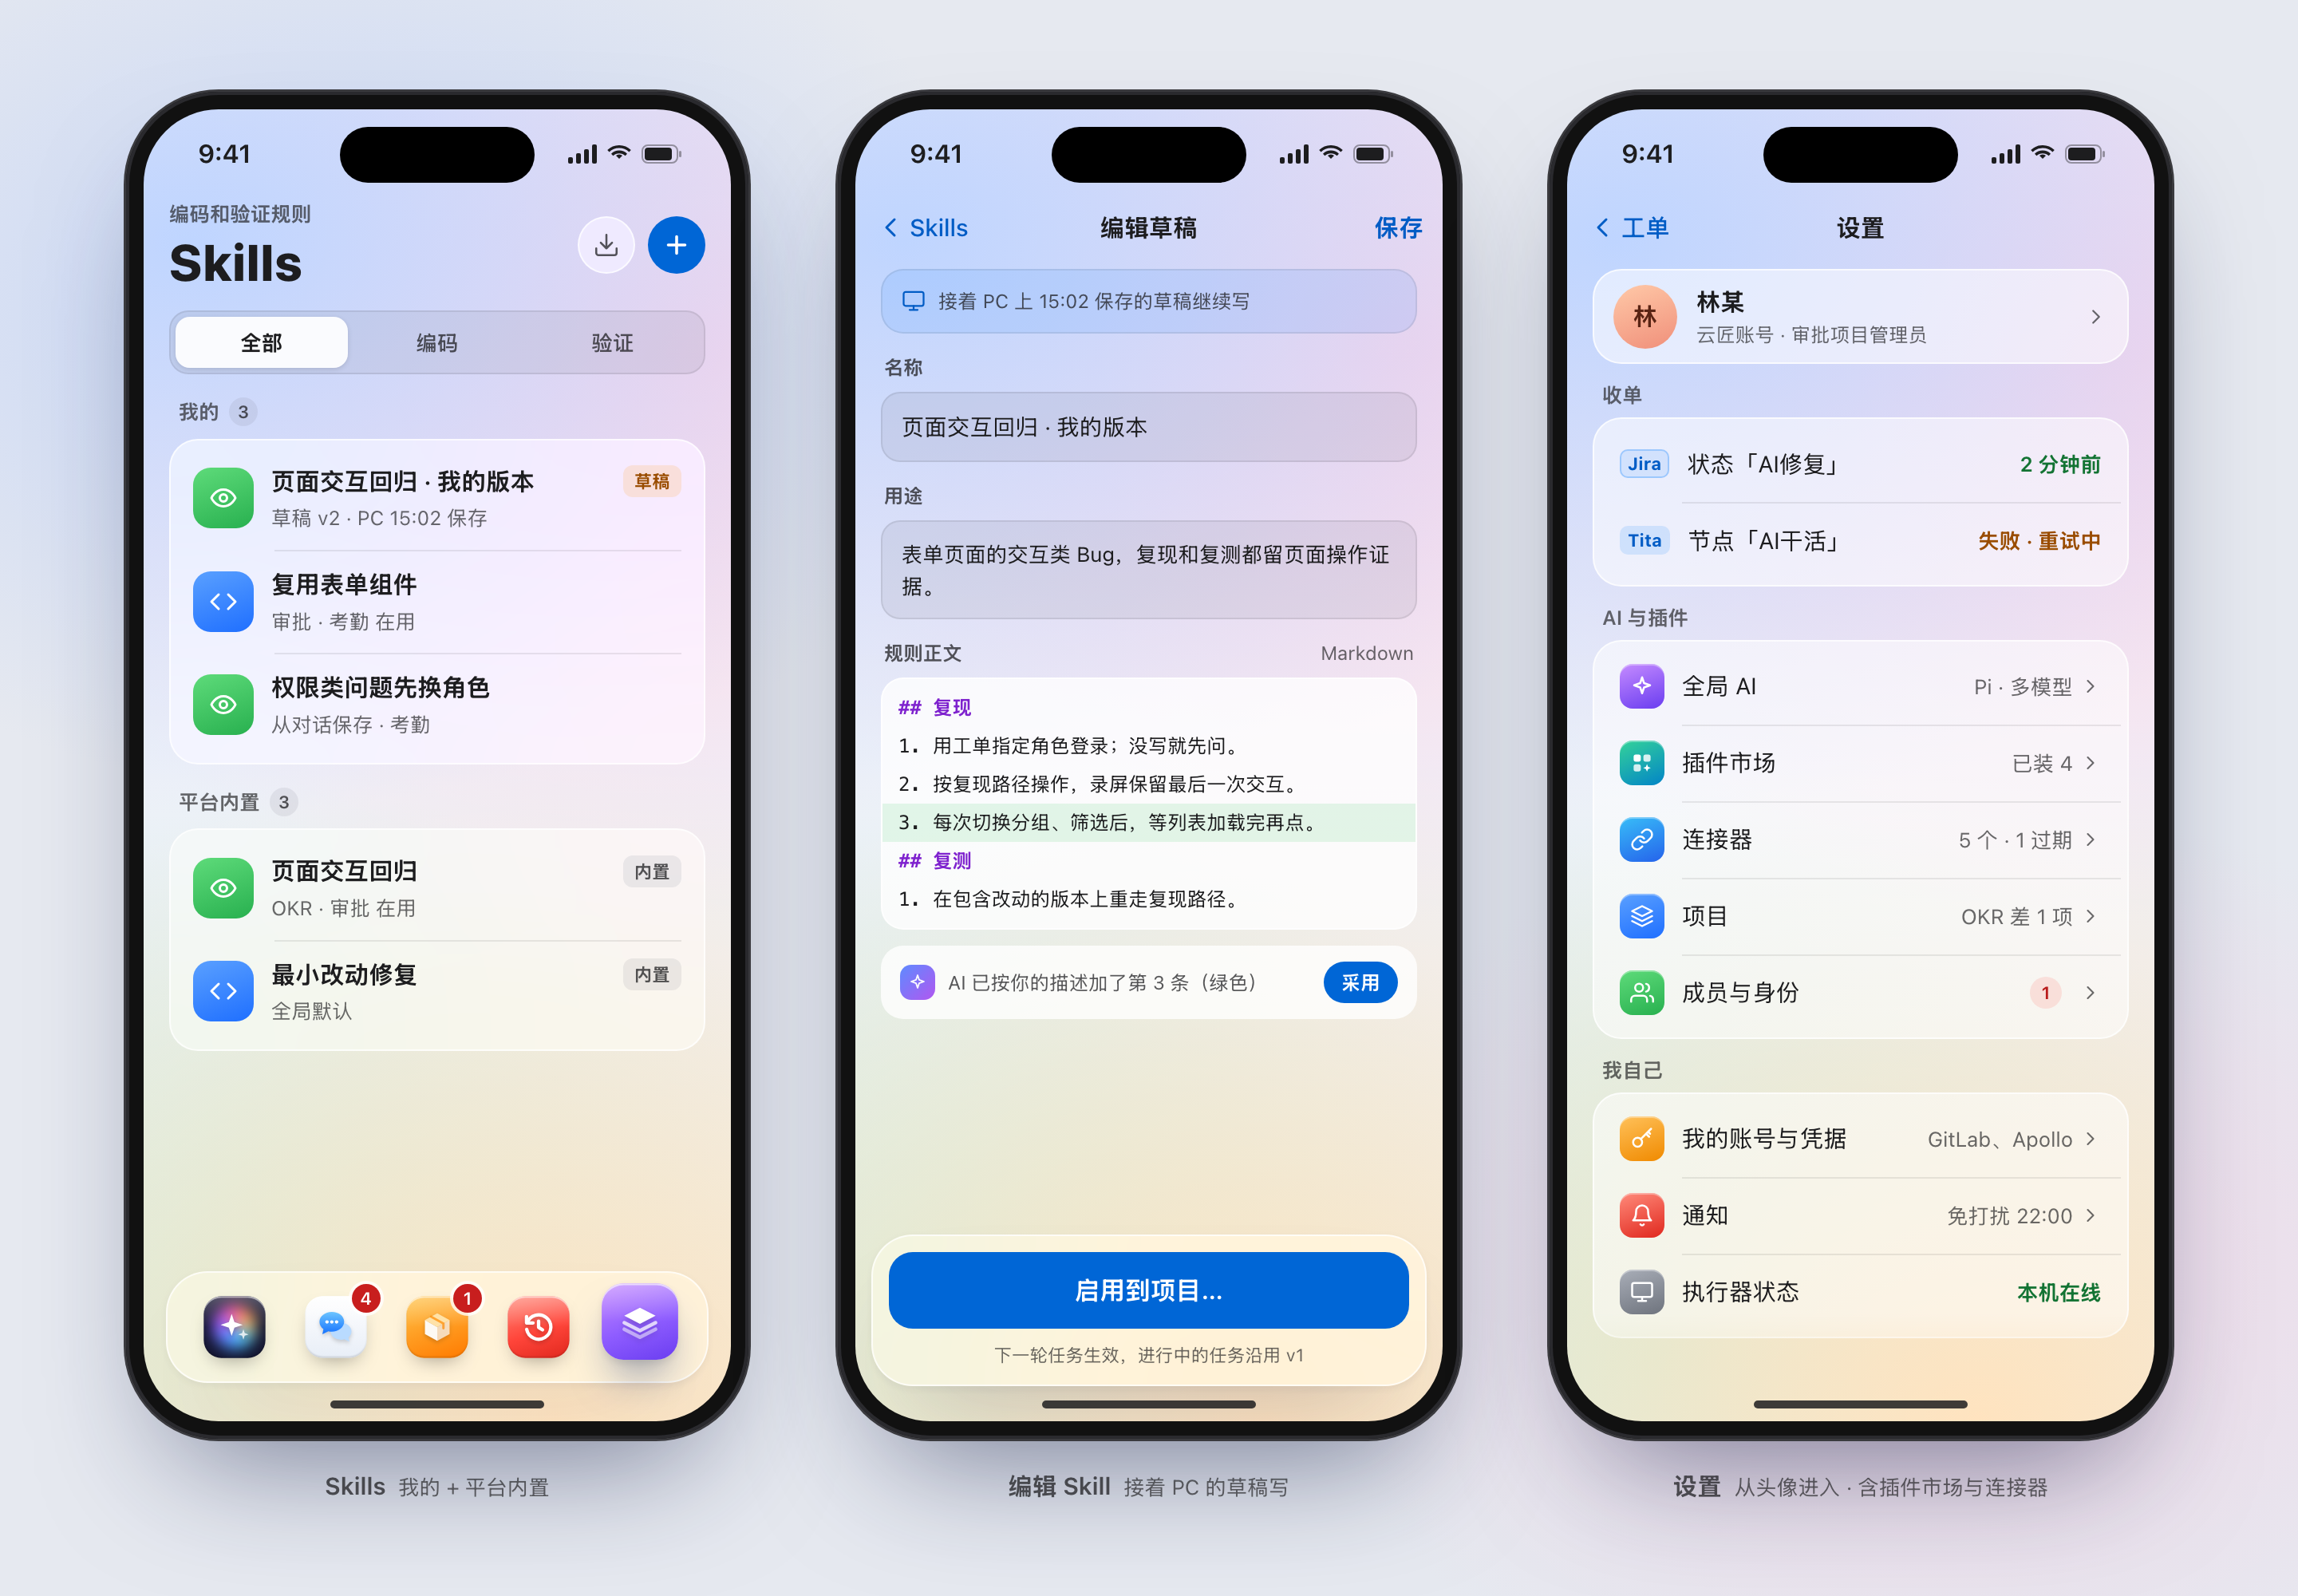 9:41
编码和验证规则
Skills
全部 编码 验证
我的 3
页面交互回归 · 我的版本 草稿
草稿 v2 · PC 15:02 保存
复用表单组件
审批 · 考勤 在用
权限类问题先换角色
从对话保存 · 考勤
平台内置 3
页面交互回归 内置
OKR · 审批 在用
最小改动修复 内置
全局默认
4 1
Skills 我的 + 平台内置
9:41
Skills 编辑草稿 保存
接着 PC 上 15:02 保存的草稿继续写
名称
页面交互回归 · 我的版本
用途
表单页面的交互类 Bug，复现和复测都留页面操作证
据。
规则正文 Markdown
## 复现
1. 用工单指定角色登录；没写就先问。
2. 按复现路径操作，录屏保留最后一次交互。
3. 每次切换分组、筛选后，等列表加载完再点。
## 复测
1. 在包含改动的版本上重走复现路径。
AI 已按你的描述加了第 3 条（绿色） 采用
启用到项目...
下一轮任务生效，进行中的任务沿用 v1
编辑 Skill 接着 PC 的草稿写
9:41
工单 设置
林 林某
云匠账号 · 审批项目管理员
收单
Jira 状态「AI修复」 2 分钟前
Tita 节点「AI干活」 失败 · 重试中
AI 与插件
全局 AI Pi · 多模型
插件市场 已装 4
连接器 5 个 · 1 过期
项目 OKR 差 1 项
成员与身份 1
我自己
我的账号与凭据 GitLab、Apollo
通知 免打扰 22:00
执行器状态 本机在线
设置 从头像进入 · 含插件市场与连接器